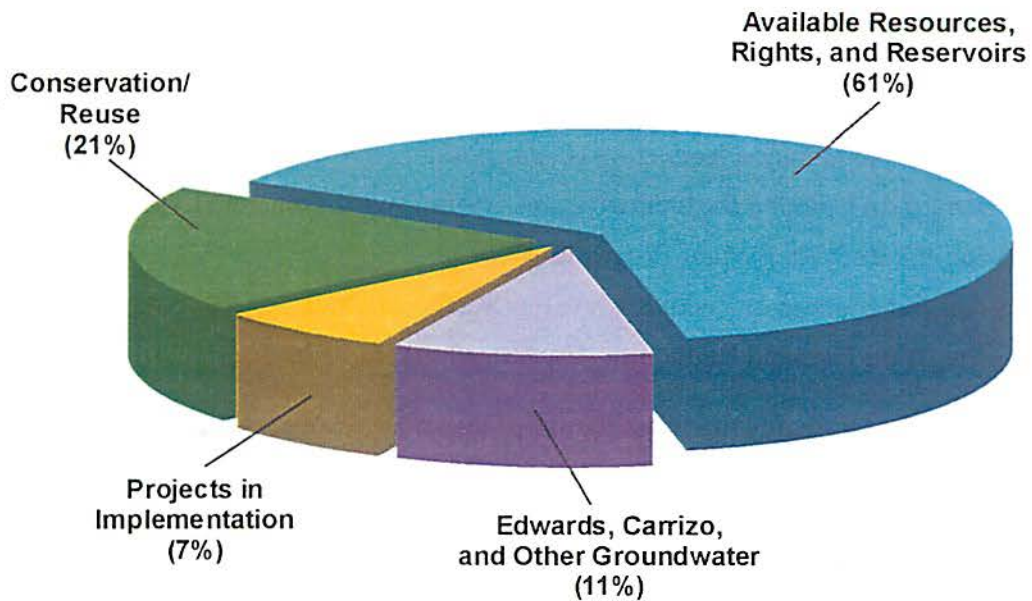 Available Resources,
Rights, and Reservoirs
(61%)
Conservation/
Reuse
(21%)
Projects in
Implementation
(7%)
Edwards, Carrizo,
and Other Groundwater
(11%)